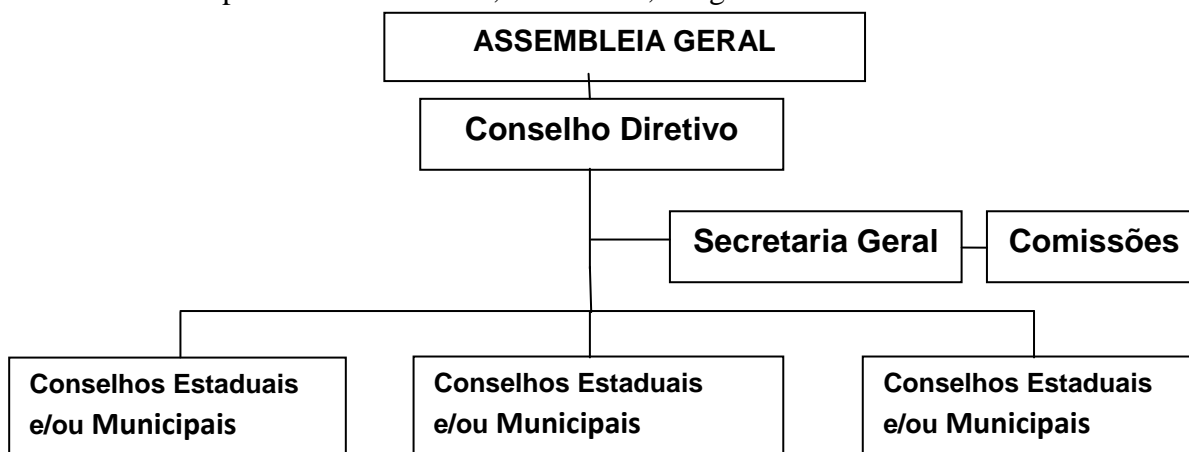 ASSEMBLEIA GERAL
Conselho Diretivo
Secretaria Geral
Comissões
Conselhos Estaduais
e/ou Municipais
Conselhos Estaduais
e/ou Municipais
Conselhos Estaduais
e/ou Municipais